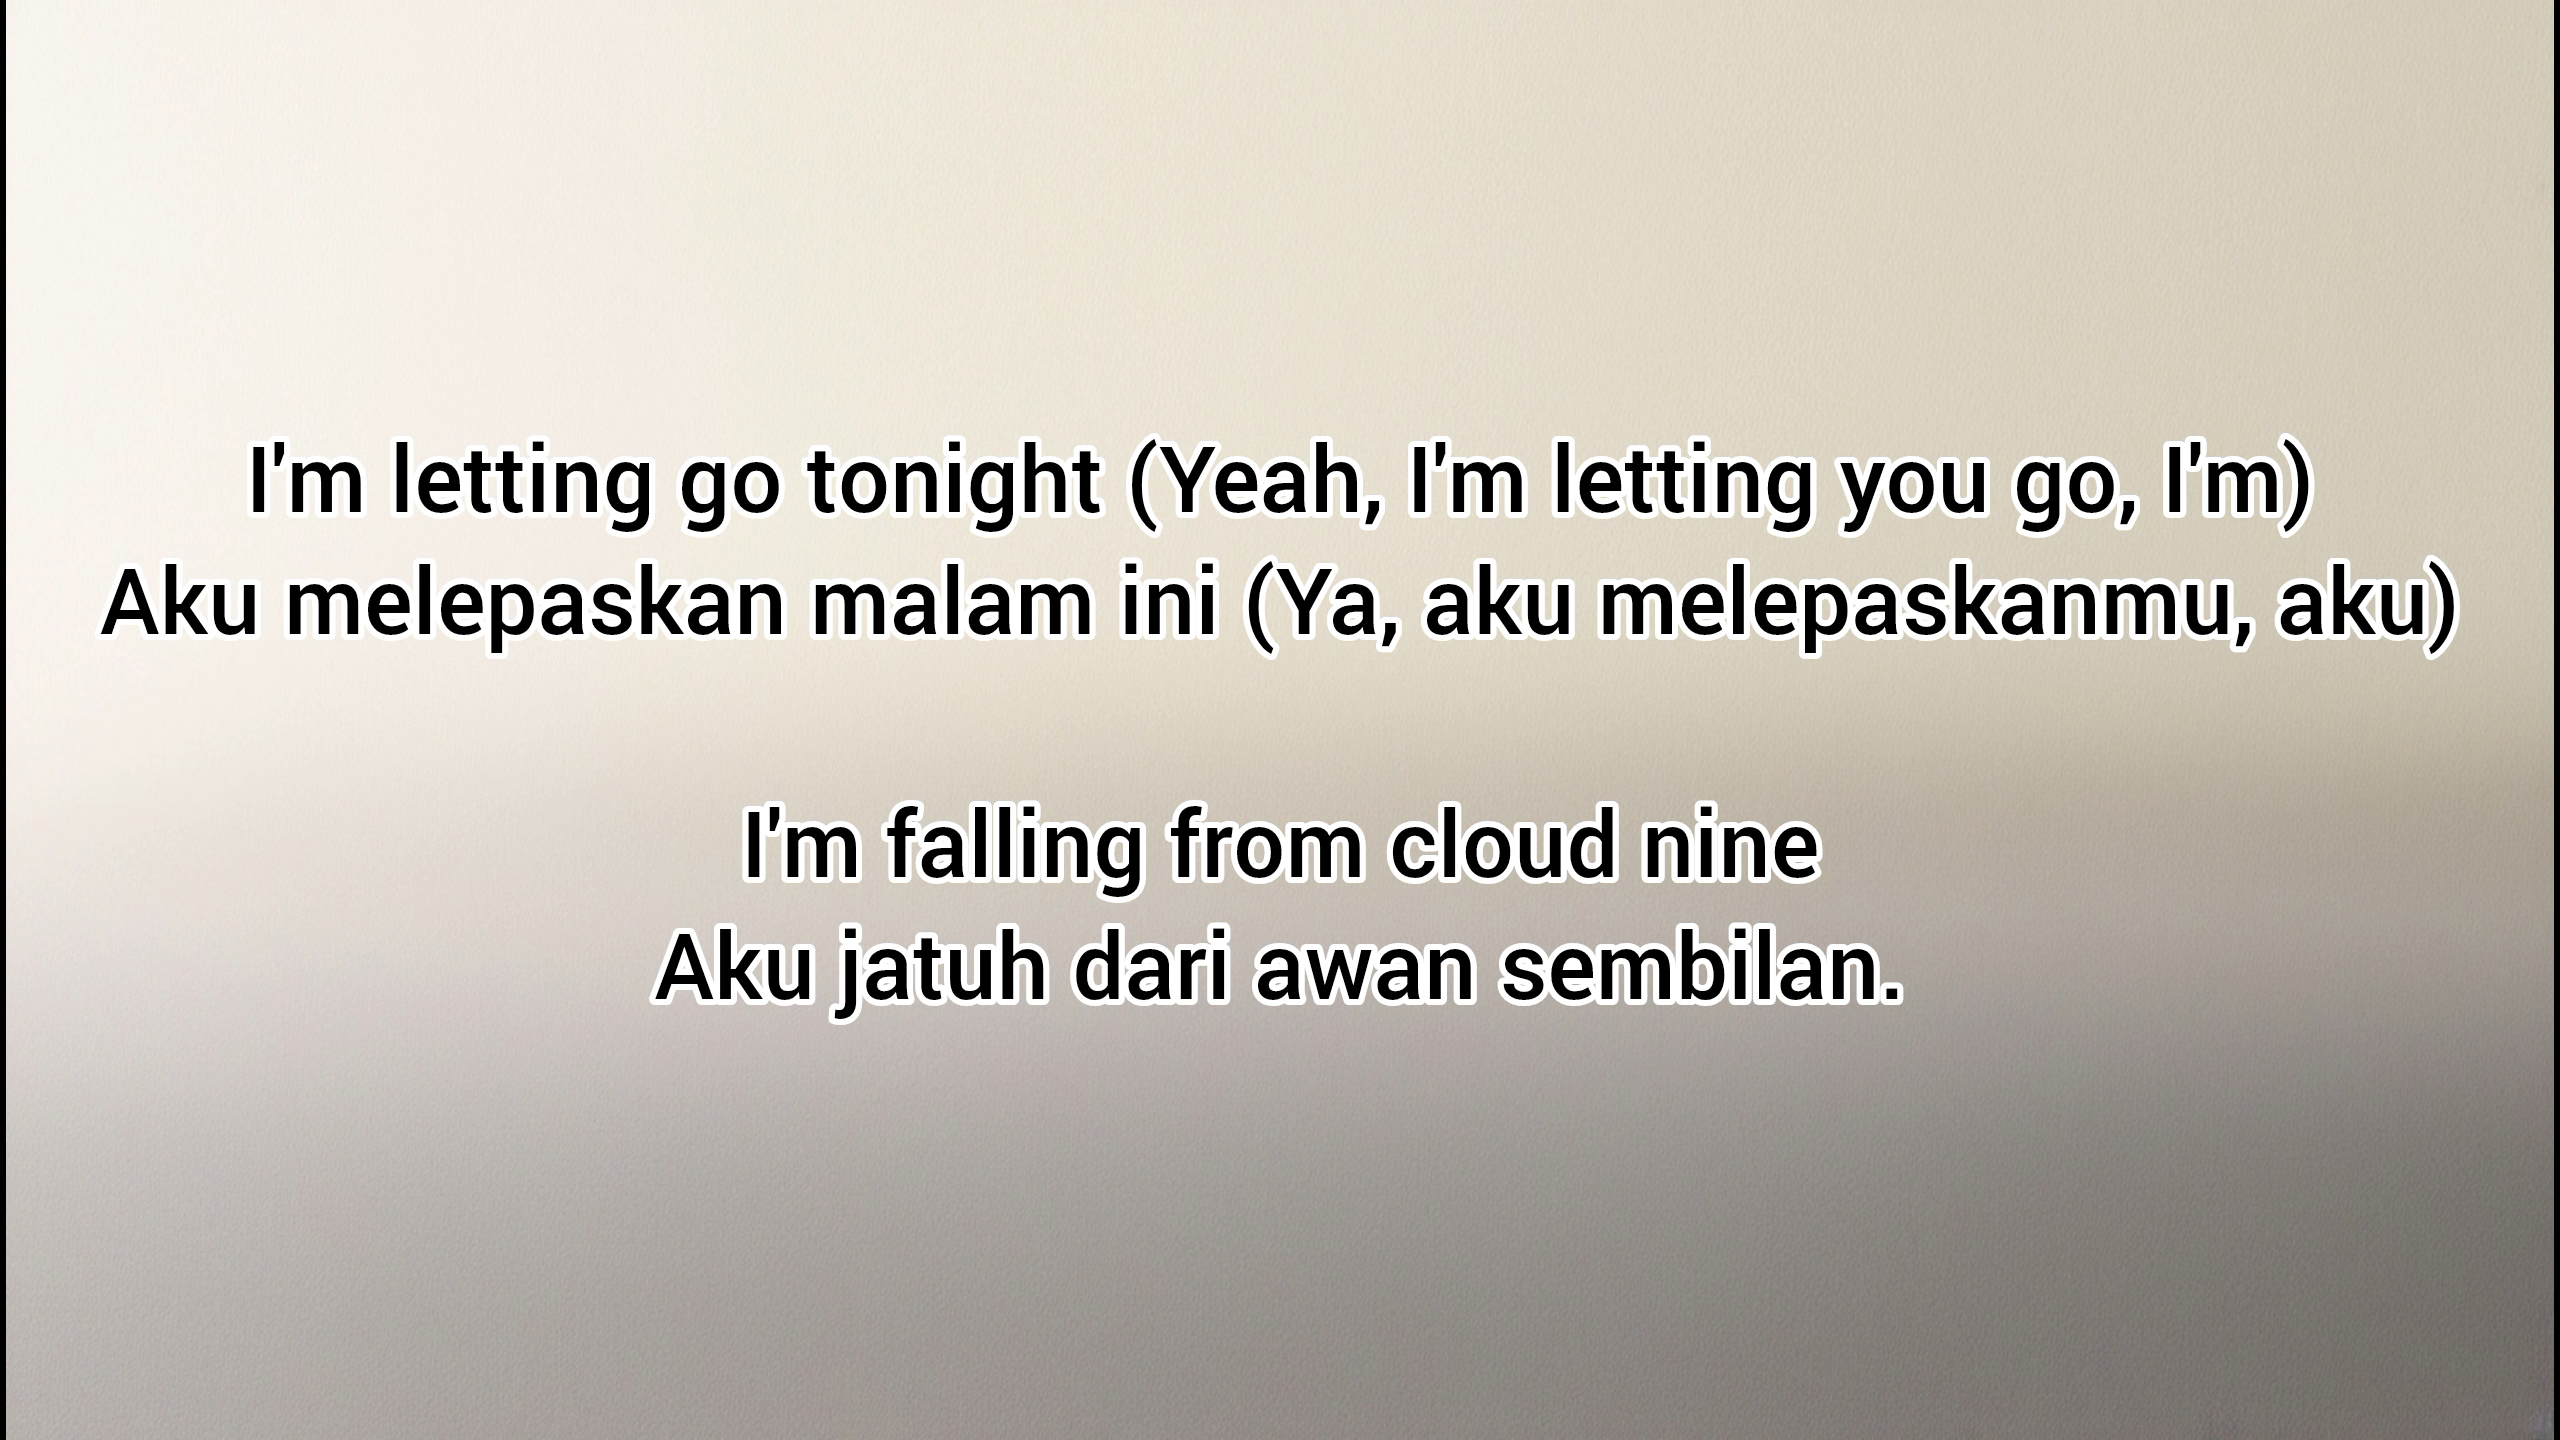 I'm letting go tonight (Yeah, I'm letting you go, I'm)
Aku melepaskan malam ini (Ya, aku melepaskanmu, aku)
I'm falling from cloud nine
Aku jatuh dari awan sembilan.